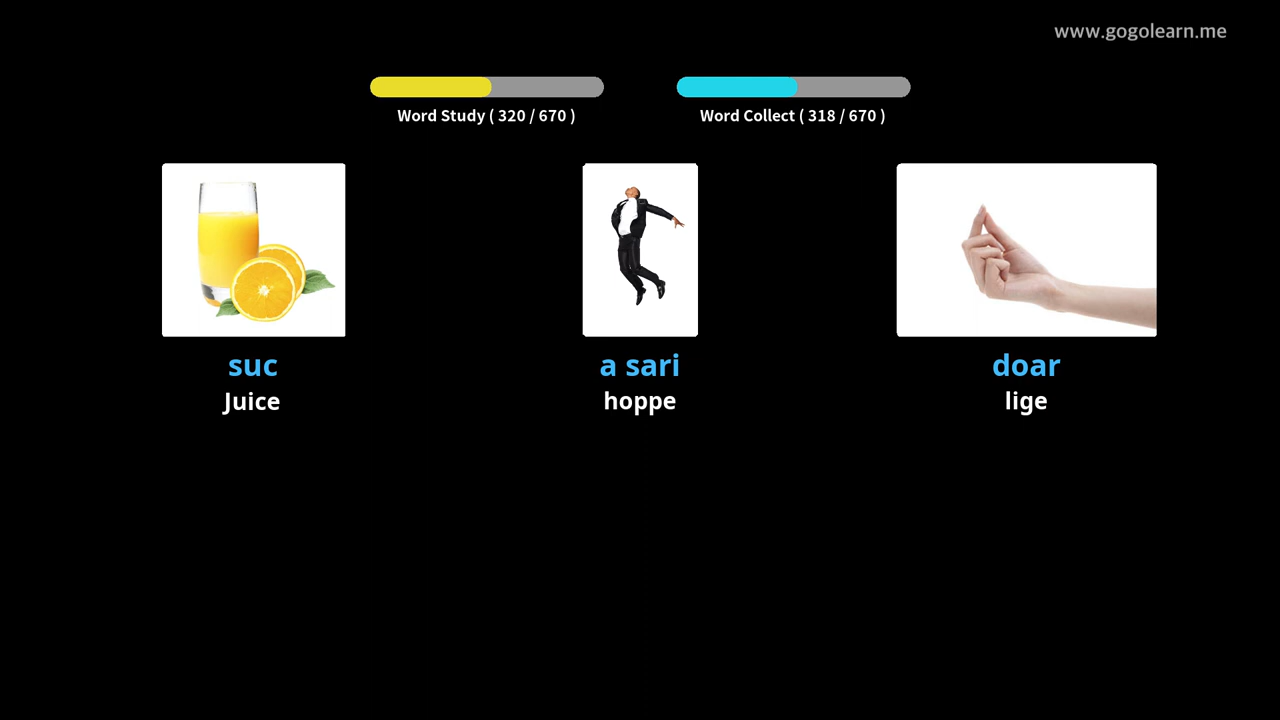 www.gogolearn.me
Word Study ( 320 / 670 )
Word Collect ( 318 / 670 )
suc
Juice
a sari
hoppe
doar
lige